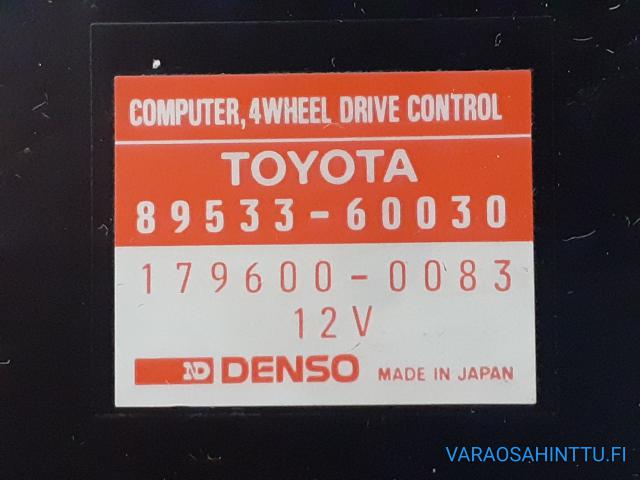 COMPUTER, 4WHEEL DRIVE CONTROL
TOYOTA
89533-60030
179600-0083
12V
ND DENSO MADE IN JAPAN
VARAOSAHINTTU.FI